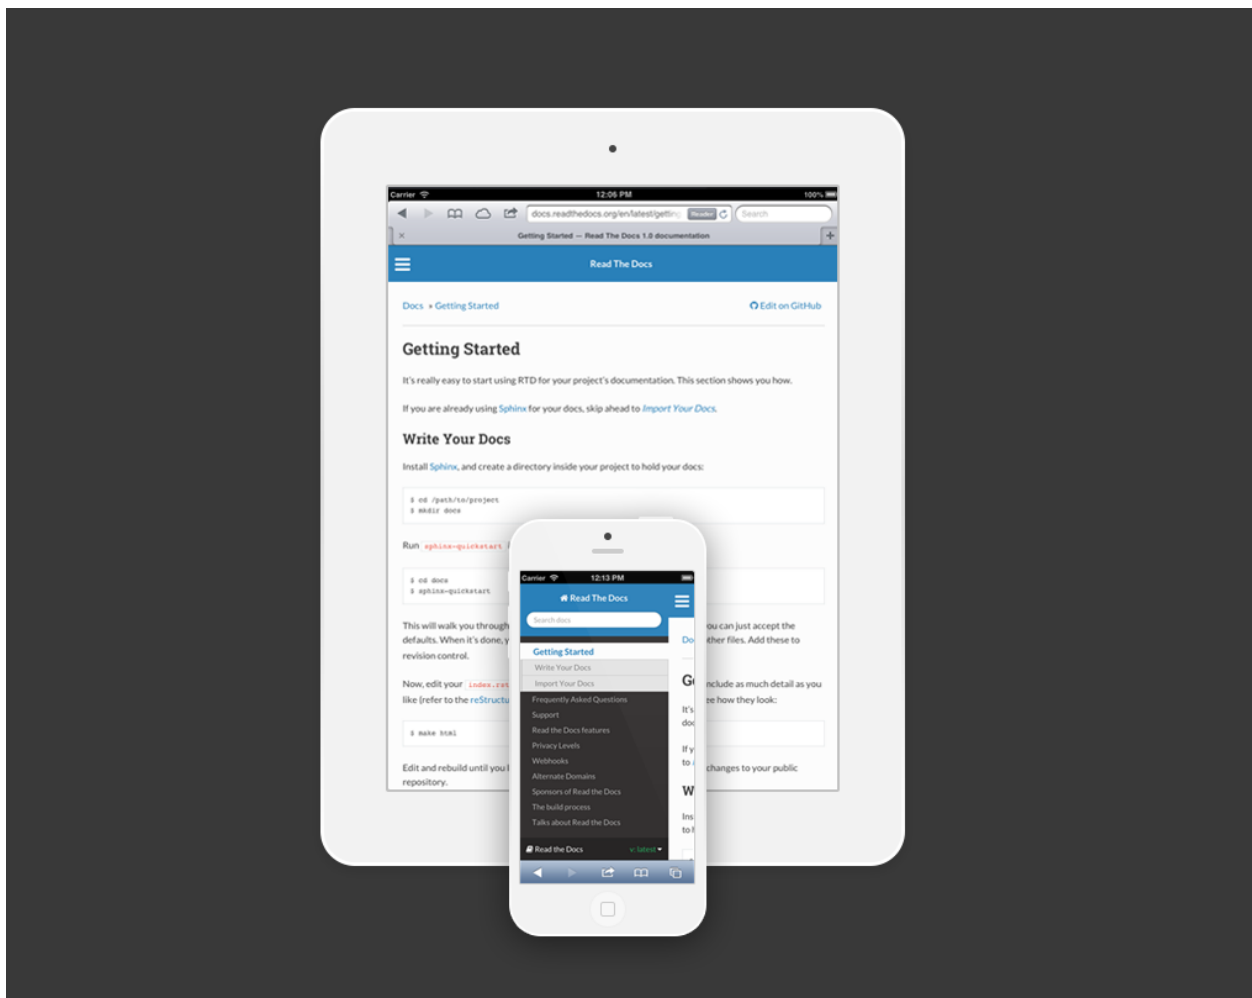 Carrier 12:06 PM 100%
docs.readthedocs.org/en/latest/getting Reader Search
Getting Started — Read The Docs 1.0 documentation
Read The Docs
Docs » Getting Started Edit on GitHub
Getting Started
It's really easy to start using RTD for your project's documentation. This section shows you how.
If you are already using Sphinx for your docs, skip ahead to Import Your Docs.
Write Your Docs
Install Sphinx, and create a directory inside your project to hold your docs:
$ cd /path/to/project
$ mkdir docs
Run sphinx-quickstart
$ cd docs
$ sphinx-quickstart
This will walk you through you can just accept the
defaults. When it's done, y other files. Add these to
revision control.
Now, edit your index.rst include as much detail as you
like (refer to the reStructu ee how they look:
$ make html
Edit and rebuild until you l changes to your public
repository.
Carrier 12:13 PM
Read The Docs
Search docs
Getting Started
Write Your Docs
Import Your Docs
Frequently Asked Questions
Support
Read the Docs features
Privacy Levels
Webhooks
Alternate Domains
Sponsors of Read the Docs
The build process
Talks about Read the Docs
Read the Docs v: latest
Do
G
It's
doc
If y
to
W
Ins
to h